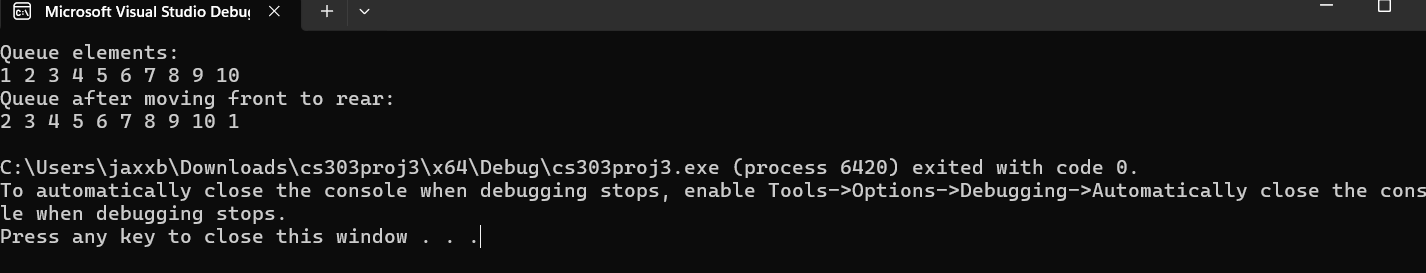 Microsoft Visual Studio Debu
Queue elements:
1 2 3 4 5 6 7 8 9 10
Queue after moving front to rear:
2 3 4 5 6 7 8 9 10 1
C:\Users\jaxxb\Downloads\cs303proj3\x64\Debug\cs303proj3.exe (process 6420) exited with code 0.
To automatically close the console when debugging stops, enable Tools->Options->Debugging->Automatically close the cons
le when debugging stops.
Press any key to close this window . . .